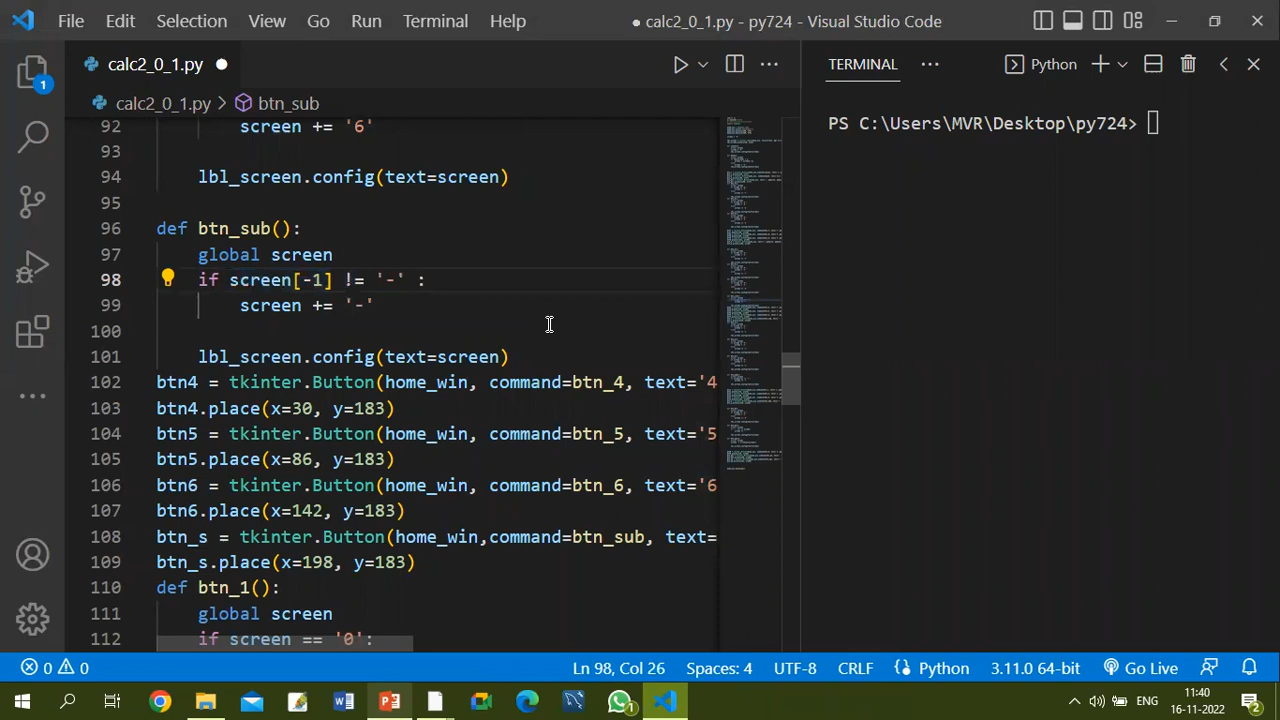 File Edit Selection View Go Run Terminal Help ● calc2_0_1.py - py724 - Visual Studio Code
calc2_0_1.py ●
TERMINAL ··· Python
1
calc2_0_1.py > btn_sub
92 screen += '6'
93
94 lbl_screen.config(text=screen)
95
96 def btn_sub():
97 global screen
98 if screen[-1] != '-' :
99 screen += '-'
100
101 lbl_screen.config(text=screen)
102 btn4 = tkinter.Button(home_win, command=btn_4, text='4
103 btn4.place(x=30, y=183)
104 btn5 = tkinter.Button(home_win, command=btn_5, text='5
105 btn5.place(x=86, y=183)
106 btn6 = tkinter.Button(home_win, command=btn_6, text='6
107 btn6.place(x=142, y=183)
108 btn_s = tkinter.Button(home_win,command=btn_sub, text=
109 btn_s.place(x=198, y=183)
110 def btn_1():
111 global screen
112 if screen == '0':
PS C:\Users\MVR\Desktop\py724>
0 0 Ln 98, Col 26 Spaces: 4 UTF-8 CRLF Python 3.11.0 64-bit Go Live
ENG 11:40
16-11-2022 2
1